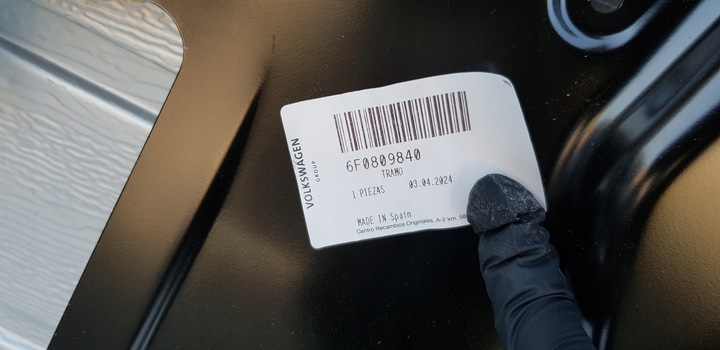 VOLKSWAGEN
GROUP
6F0809840
TRAMO
1 PIEZAS 03.04.2024
MADE IN Spain
Centro Recambios Originales, A-2 km.